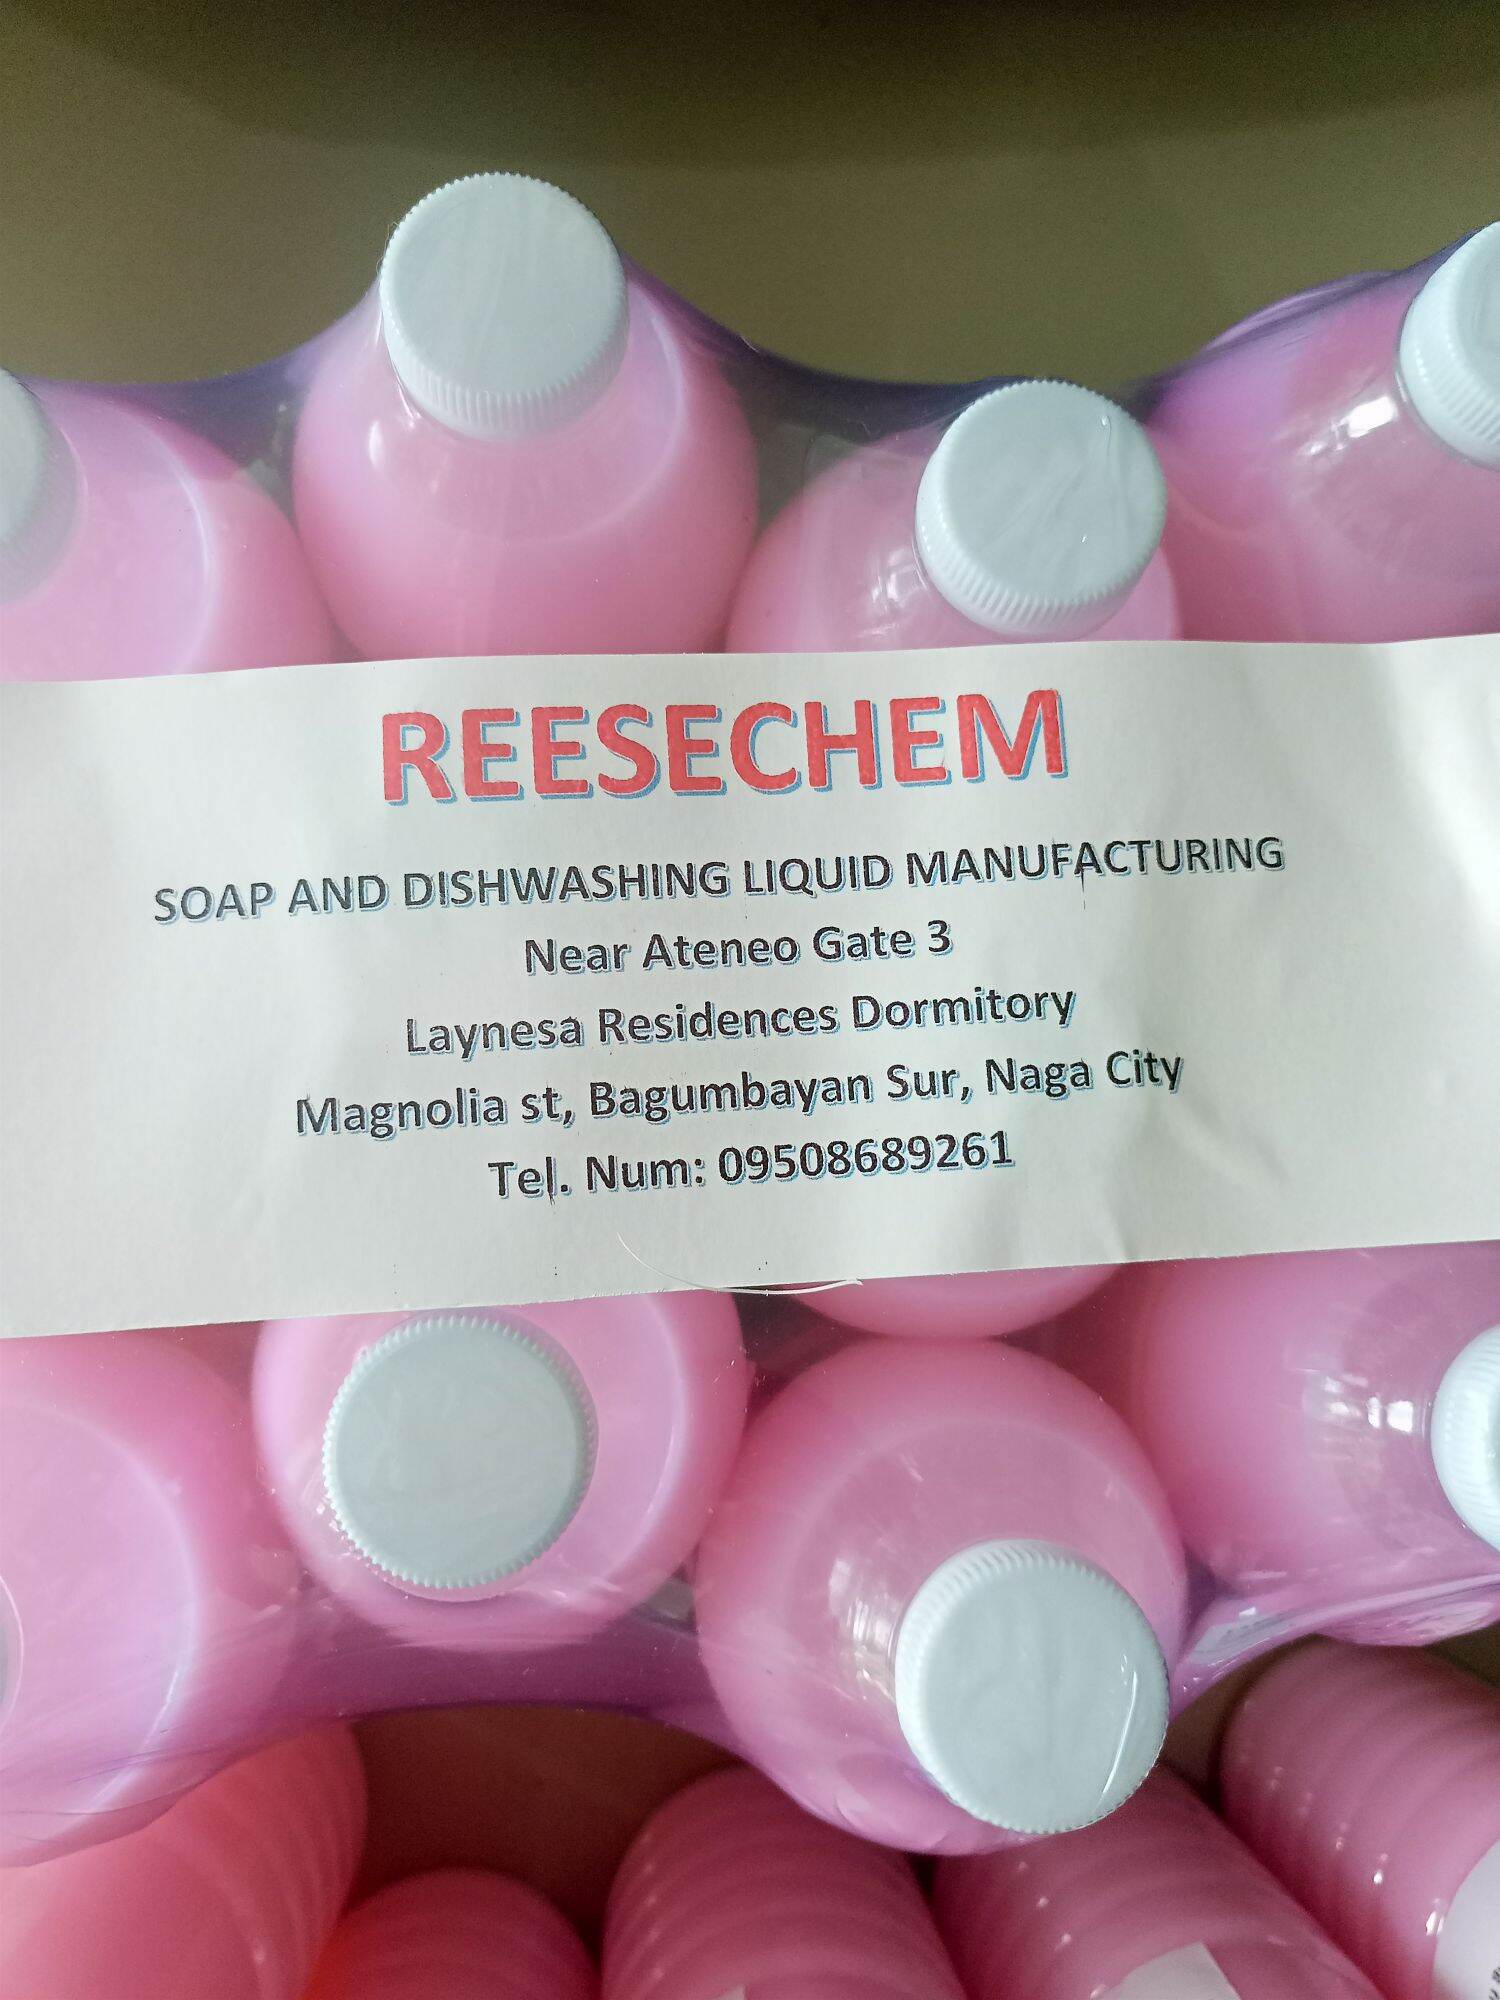 REESECHEM
SOAP AND DISHWASHING LIQUID MANUFACTURING
Near Ateneo Gate 3
Laynesa Residences Dormitory
Magnolia st, Bagumbayan Sur, Naga City
Tel. Num: 09508689261